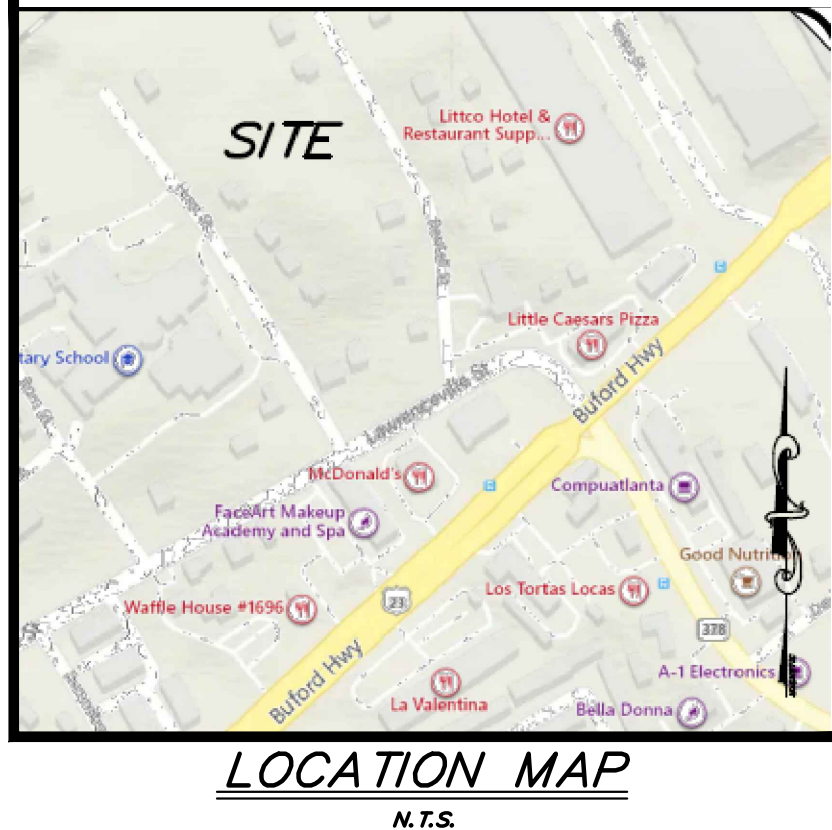 SITE
Littco Hotel &
Restaurant Supp...
Little Caesars Pizza
Buford Hwy
tary School
Lawrenceville St
McDonald's
Compuatlanta
FaceArt Makeup
Academy and Spa
Good Nutrition
Los Tortas Locas
Waffle House #1696
23
378
Buford Hwy
A-1 Electronics
La Valentina
Bella Donna
LOCATION MAP
N.T.S.